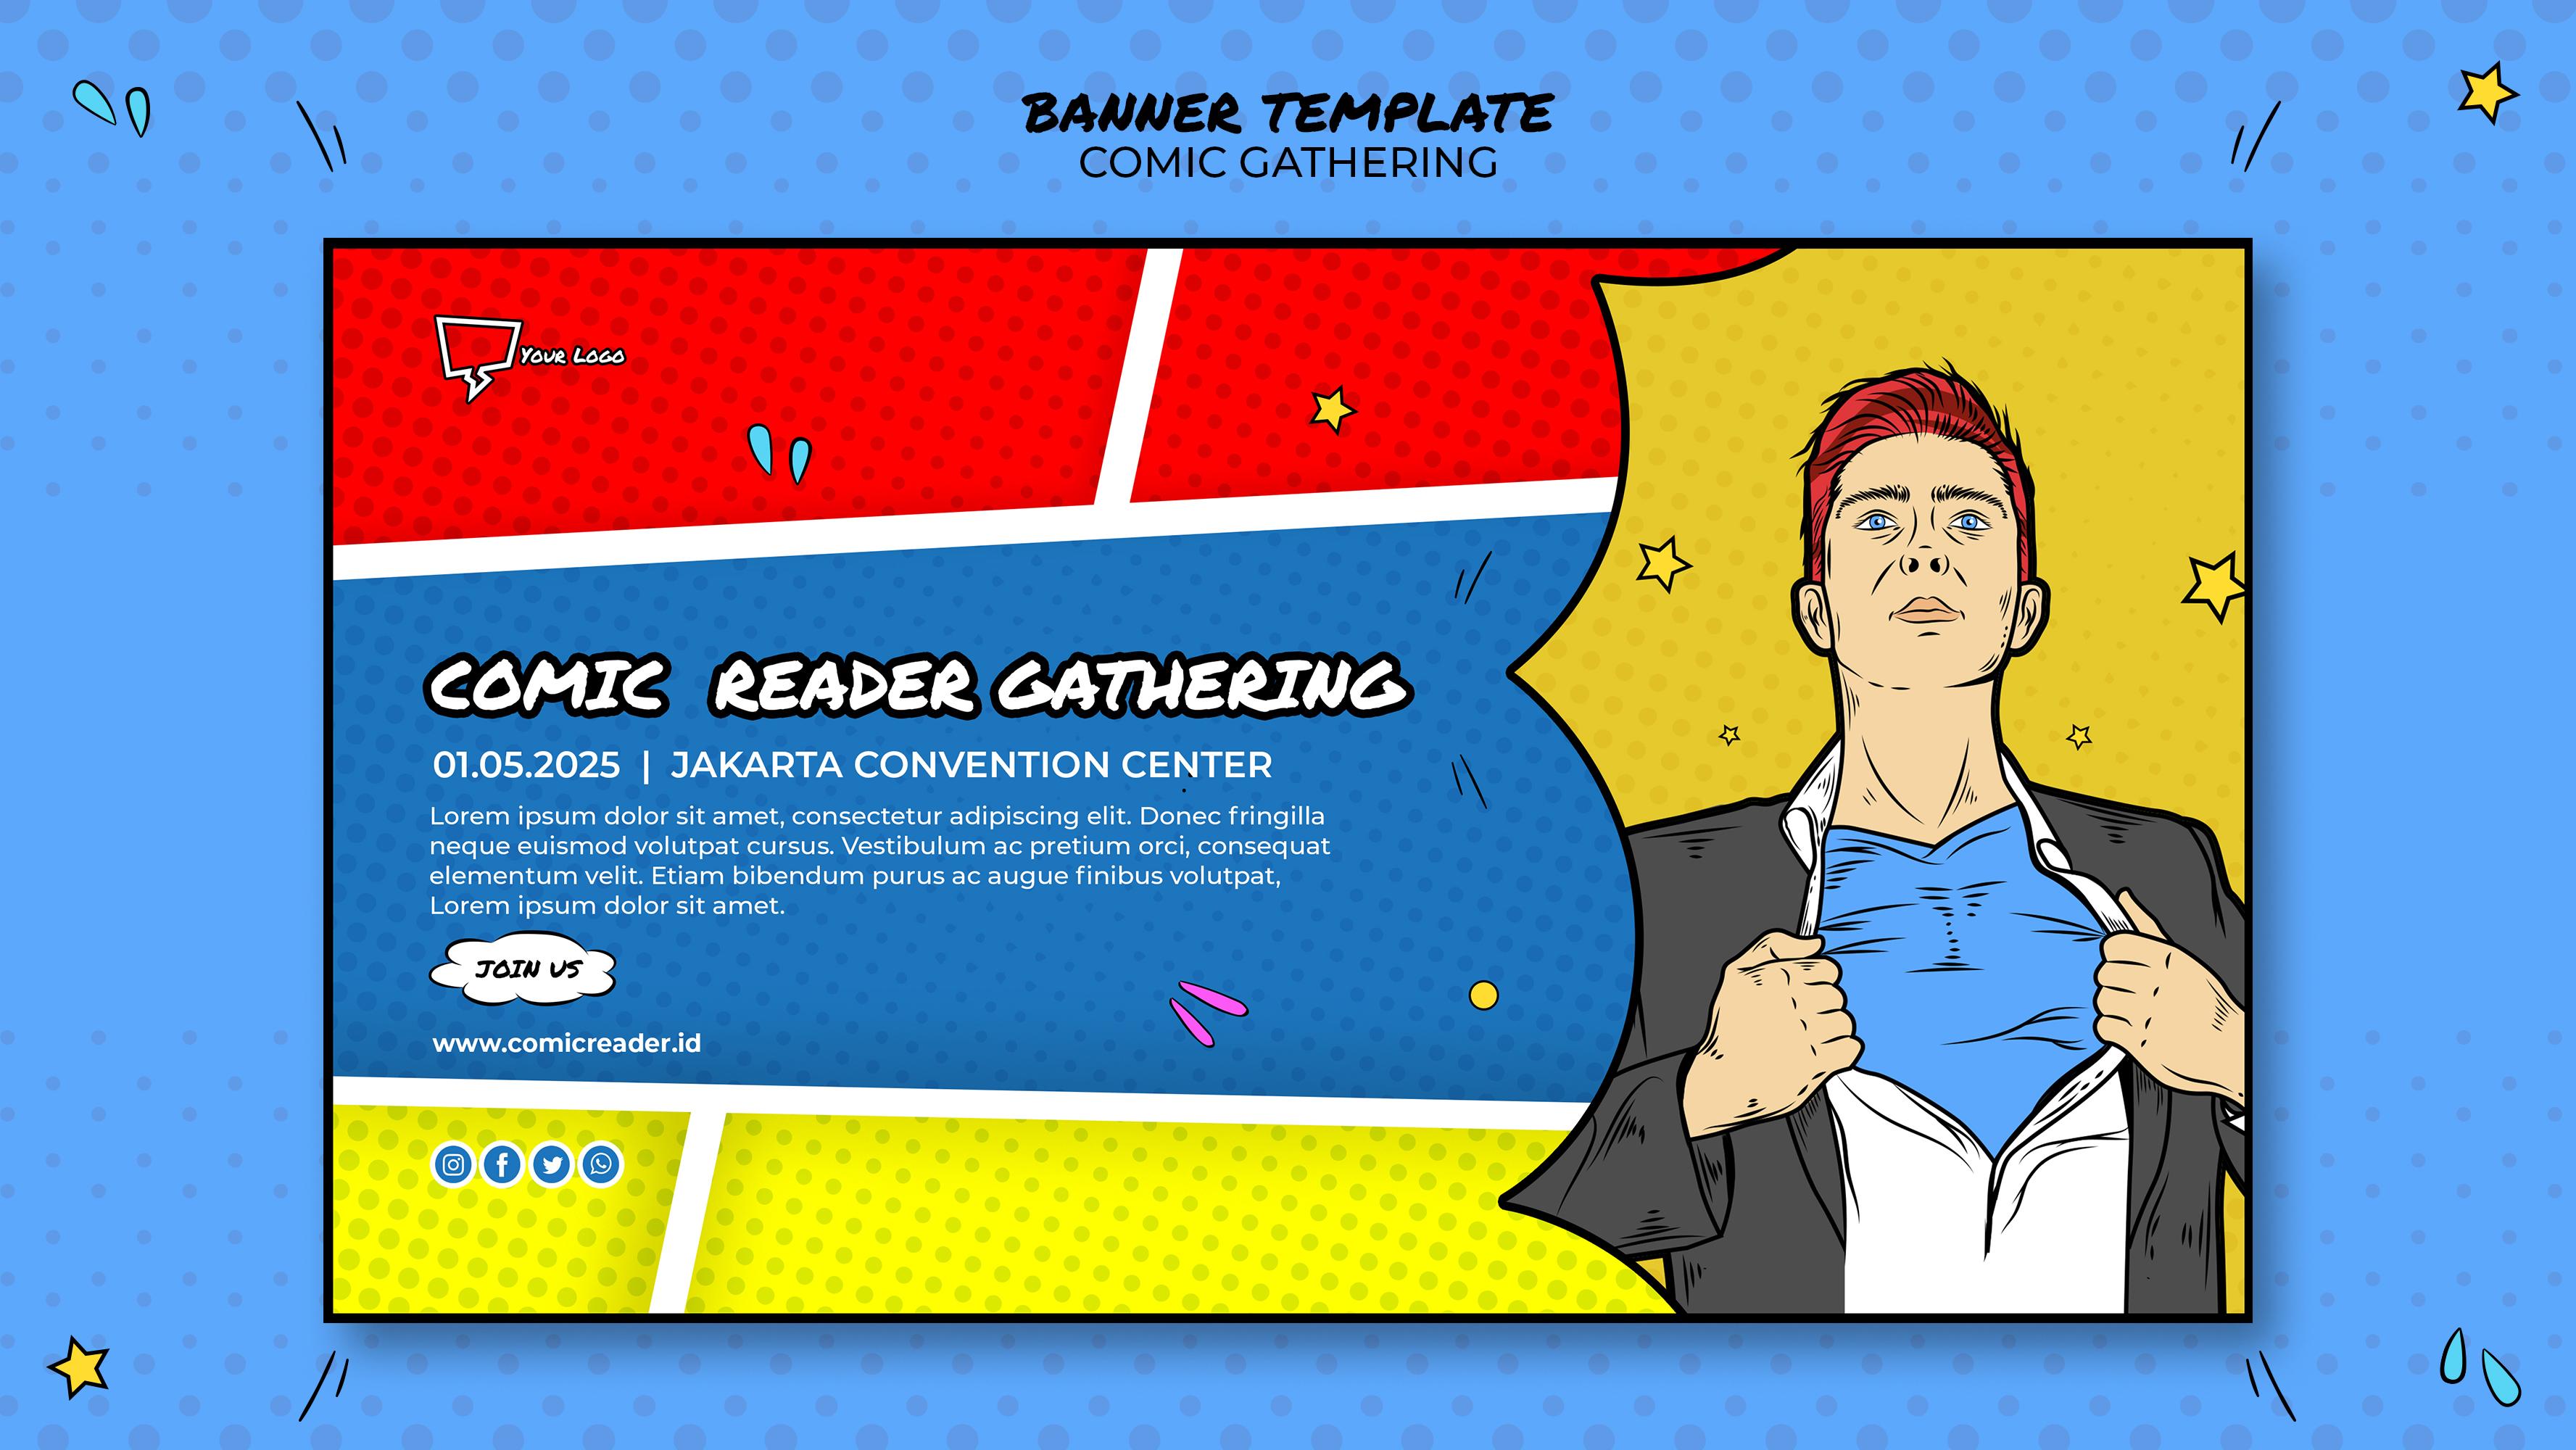 BANNER TEMPLATE
COMIC GATHERING
Your Logo
COMIC READER GATHERING
01.05.2025 | JAKARTA CONVENTION CENTER
Lorem ipsum dolor sit amet, consectetur adipiscing elit. Donec fringilla
neque euismod volutpat cursus. Vestibulum ac pretium orci, consequat
elementum velit. Etiam bibendum purus ac augue finibus volutpat,
Lorem ipsum dolor sit amet.
JOIN US
www.comicreader.id